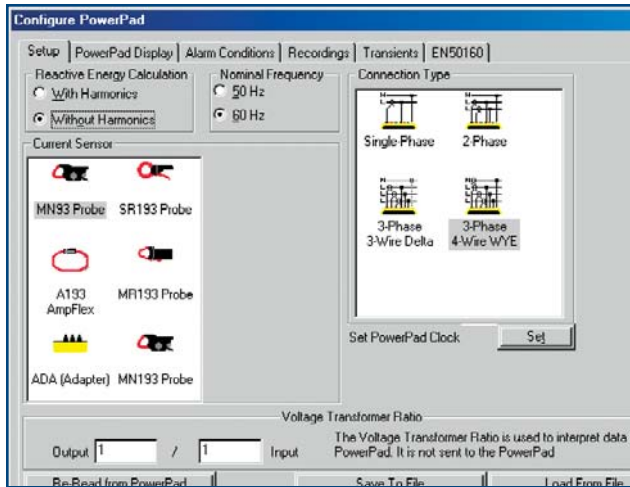 Configure PowerPad
Setup PowerPad Display Alarm Conditions Recordings Transients EN50160
Reactive Energy Calculation
With Harmonics
Without Harmonics
Nominal Frequency
50 Hz
60 Hz
Connection Type
Single-Phase
2-Phase
3-Phase
3-Wire Delta
3-Phase
4-Wire WYE
Current Sensor
MN93 Probe
SR193 Probe
A193
AmpFlex
MR193 Probe
ADA (Adapter)
MN193 Probe
Set PowerPad Clock
Set
Voltage Transformer Ratio
Output 1 / 1 Input
The Voltage Transformer Ratio is used to interpret data
PowerPad. It is not sent to the PowerPad
Re-Read from PowerPad Save To File Load From File